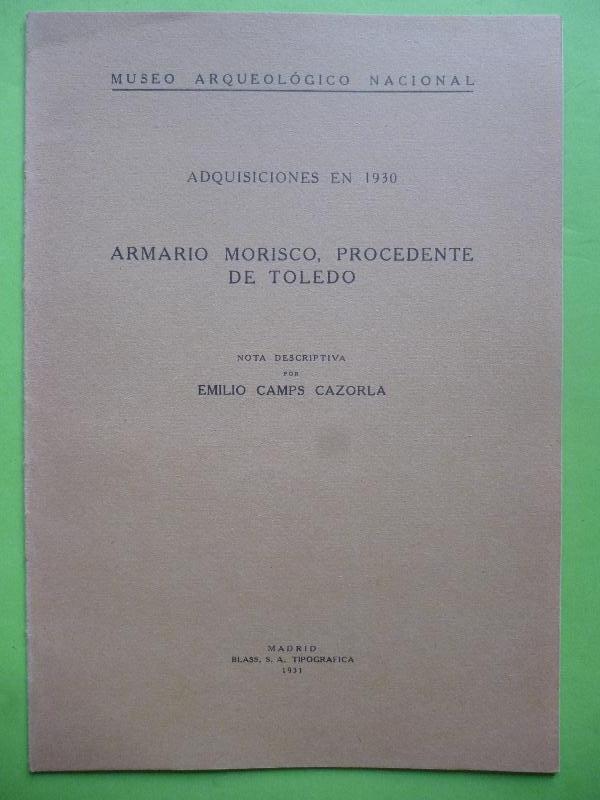 MUSEO ARQUEOLÓGICO NACIONAL
ADQUISICIONES EN 1930
ARMARIO MORISCO, PROCEDENTE
DE TOLEDO
NOTA DESCRIPTIVA
POR
EMILIO CAMPS CAZORLA
MADRID
BLASS, S. A. TIPOGRAFICA
1931